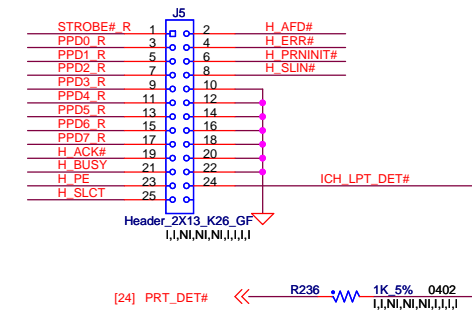 J5
STROBE#_R 1 2 H_AFD#
PPD0_R 3 4 H_ERR#
PPD1_R 5 6 H_PRNINIT#
PPD2_R 7 8 H_SLIN#
PPD3_R 9 10
PPD4_R 11 12
PPD5_R 13 14
PPD6_R 15 16
PPD7_R 17 18
H_ACK# 19 20
H_BUSY 21 22
H_PE 23 24 ICH_LPT_DET#
H_SLCT 25
Header_2X13_K26_GF
I,I,NI,NI,NI,I,I,I,I
[24] PRT_DET# R236 1K_5% 0402
I,I,NI,NI,NI,I,I,I,I